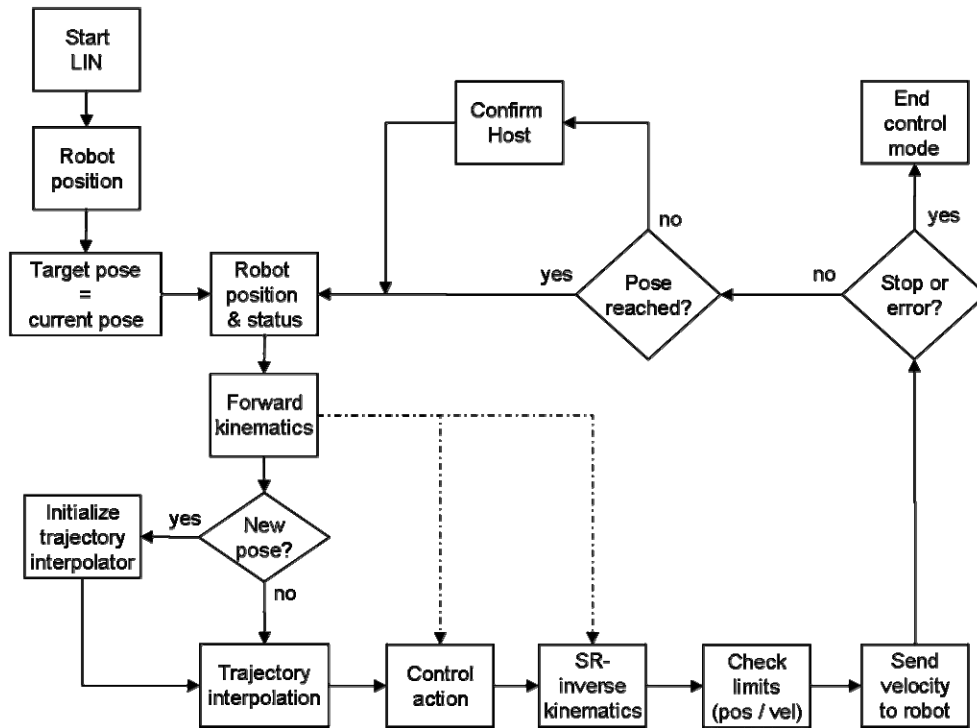 Start
LIN
Robot
position
Target pose
=
current pose
Robot
position
& status
Confirm
Host
no
yes
Pose
reached?
no
Stop or
error?
yes
End
control
mode
Forward
kinematics
Initialize
trajectory
interpolator
yes
New
pose?
no
Trajectory
interpolation
Control
action
SR-
inverse
kinematics
Check
limits
(pos / vel)
Send
velocity
to robot